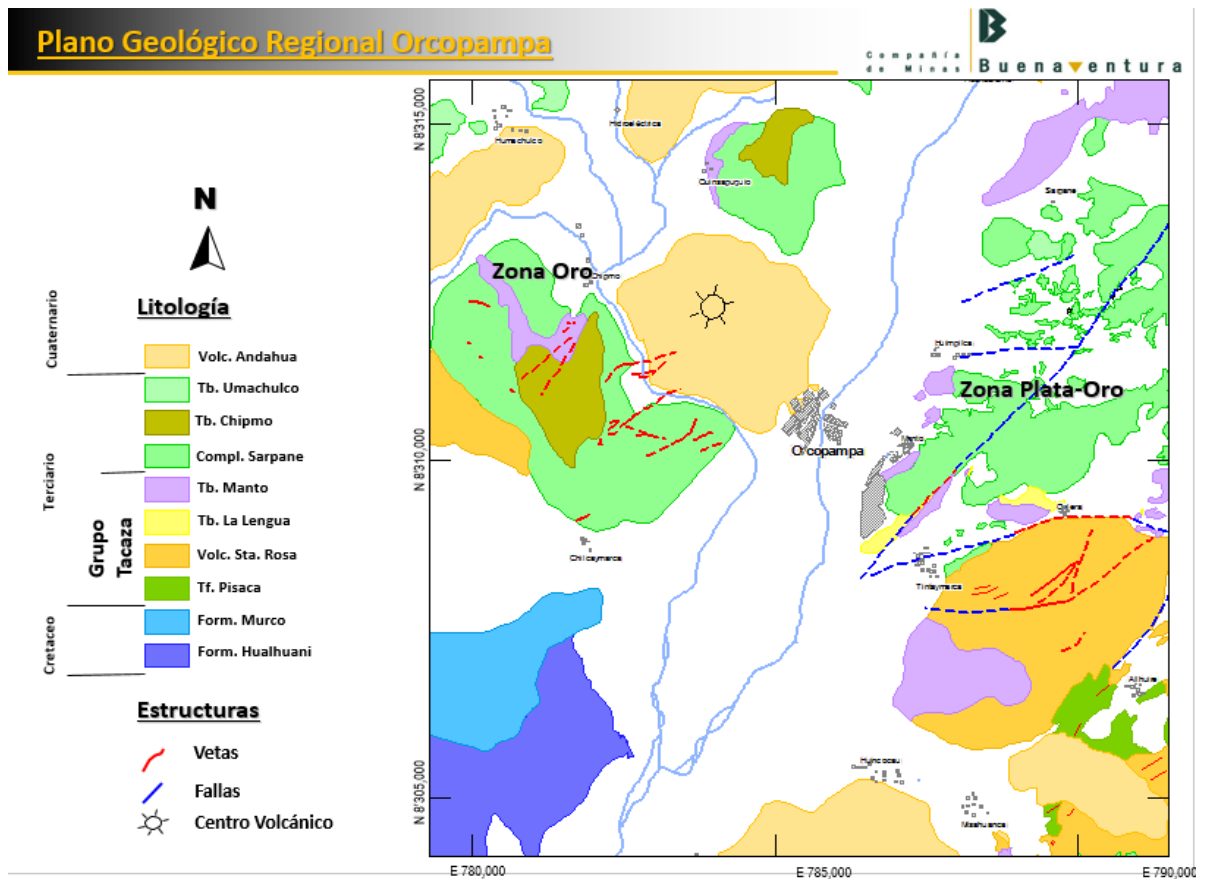 Plano Geológico Regional Orcopampa
Compañía
de Minas
Buenaventura
N
Litología
Cuaternario
Terciario
Cretaceo
Grupo
Tacaza
Volc. Andahua
Tb. Umachulco
Tb. Chipmo
Compl. Sarpane
Tb. Manto
Tb. La Lengua
Volc. Sta. Rosa
Tf. Pisaca
Form. Murco
Form. Hualhuani
Estructuras
Vetas
Fallas
Centro Volcánico
N 8'315,000
N 8'310,000
N 8'305,000
E 780,000
E 785,000
E 790,000
Humachulco
Hidroeléctrica
Sarpane
Zona Oro
Chipmo
Huimpilca
Zona Plata-Oro
Manto
Orcopampa
Chilcaymarca
Tintaymarca
Misahuanca